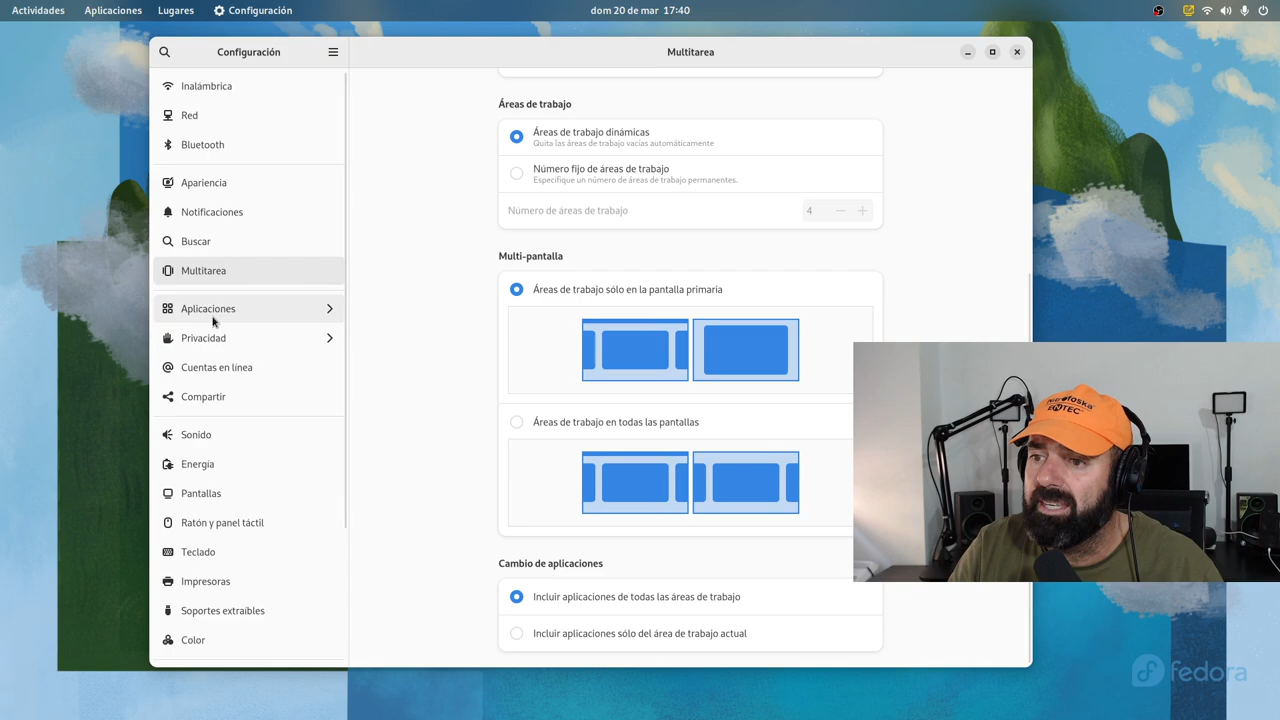 Actividades Aplicaciones Lugares Configuración dom 20 de mar 17:40
Configuración
Multitarea
Inalámbrica
Red
Bluetooth
Apariencia
Notificaciones
Buscar
Multitarea
Aplicaciones
Privacidad
Cuentas en línea
Compartir
Sonido
Energía
Pantallas
Ratón y panel táctil
Teclado
Impresoras
Soportes extraíbles
Color
Áreas de trabajo
Áreas de trabajo dinámicas
Quita las áreas de trabajo vacías automáticamente
Número fijo de áreas de trabajo
Especifique un número de áreas de trabajo permanentes.
Número de áreas de trabajo 4
Multi-pantalla
Áreas de trabajo sólo en la pantalla primaria
Áreas de trabajo en todas las pantallas
Cambio de aplicaciones
Incluir aplicaciones de todas las áreas de trabajo
Incluir aplicaciones sólo del área de trabajo actual
ENTEC
fedora